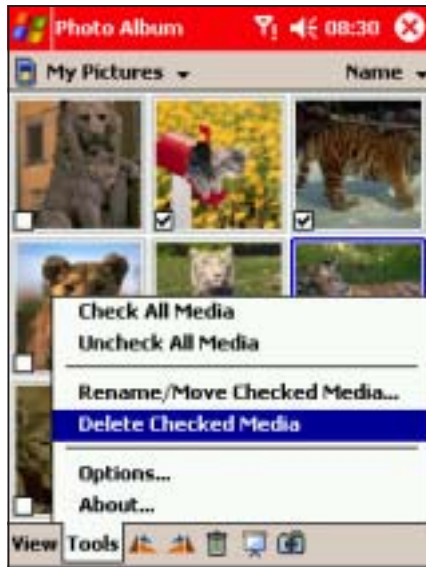 Photo Album 08:30
My Pictures Name
Check All Media
Uncheck All Media
Rename/Move Checked Media...
Delete Checked Media
Options...
About...
View Tools